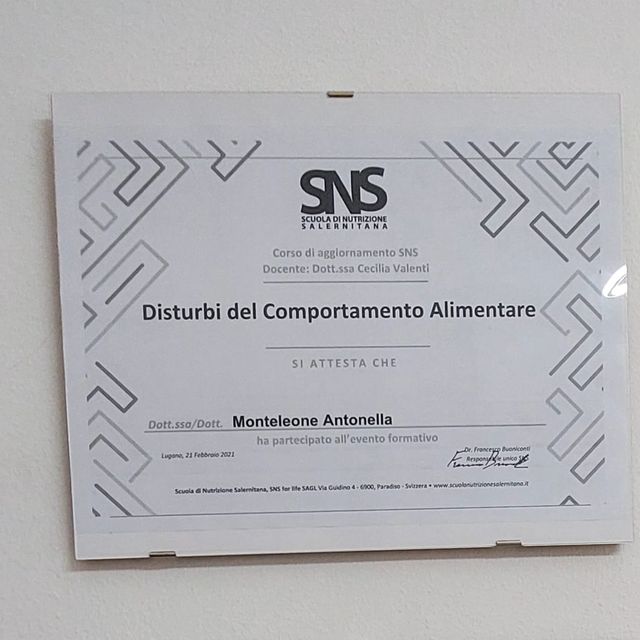 SNS
SCUOLA DI NUTRIZIONE
SALERNITANA
Corso di aggiornamento SNS
Docente: Dott.ssa Cecilia Valenti
Disturbi del Comportamento Alimentare
SI ATTESTA CHE
Dott.ssa/Dott. Monteleone Antonella
ha partecipato all'evento formativo
Lugano, 21 Febbraio 2021
Dr. Francesco Buoniconti
Responsabile unico
Scuola di Nutrizione Salernitana, SNS for life SAGL Via Guidino 4 - 6900, Paradiso - Svizzera • www.scuolanutrizionesalernitana.it